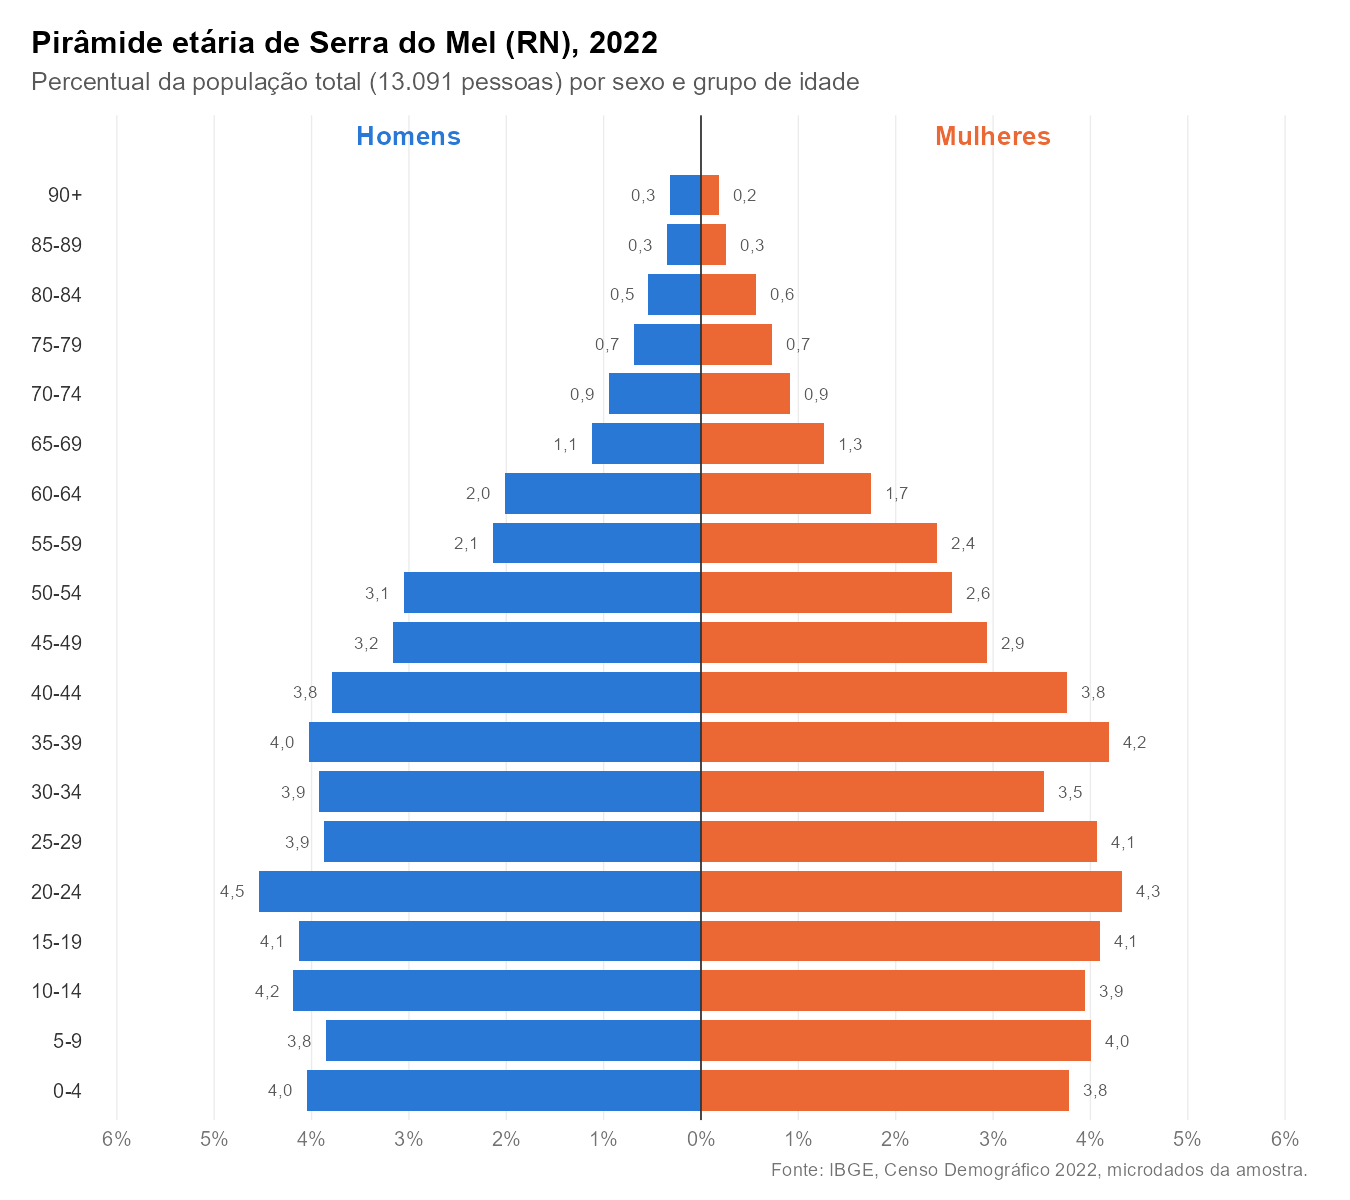 Pirâmide etária de Serra do Mel (RN), 2022
Percentual da população total (13.091 pessoas) por sexo e grupo de idade
Homens Mulheres
90+ 0,3 0,2
85-89 0,3 0,3
80-84 0,5 0,6
75-79 0,7 0,7
70-74 0,9 0,9
65-69 1,1 1,3
60-64 2,0 1,7
55-59 2,1 2,4
50-54 3,1 2,6
45-49 3,2 2,9
40-44 3,8 3,8
35-39 4,0 4,2
30-34 3,9 3,5
25-29 3,9 4,1
20-24 4,5 4,3
15-19 4,1 4,1
10-14 4,2 3,9
5-9 3,8 4,0
0-4 4,0 3,8
6% 5% 4% 3% 2% 1% 0% 1% 2% 3% 4% 5% 6%
Fonte: IBGE, Censo Demográfico 2022, microdados da amostra.